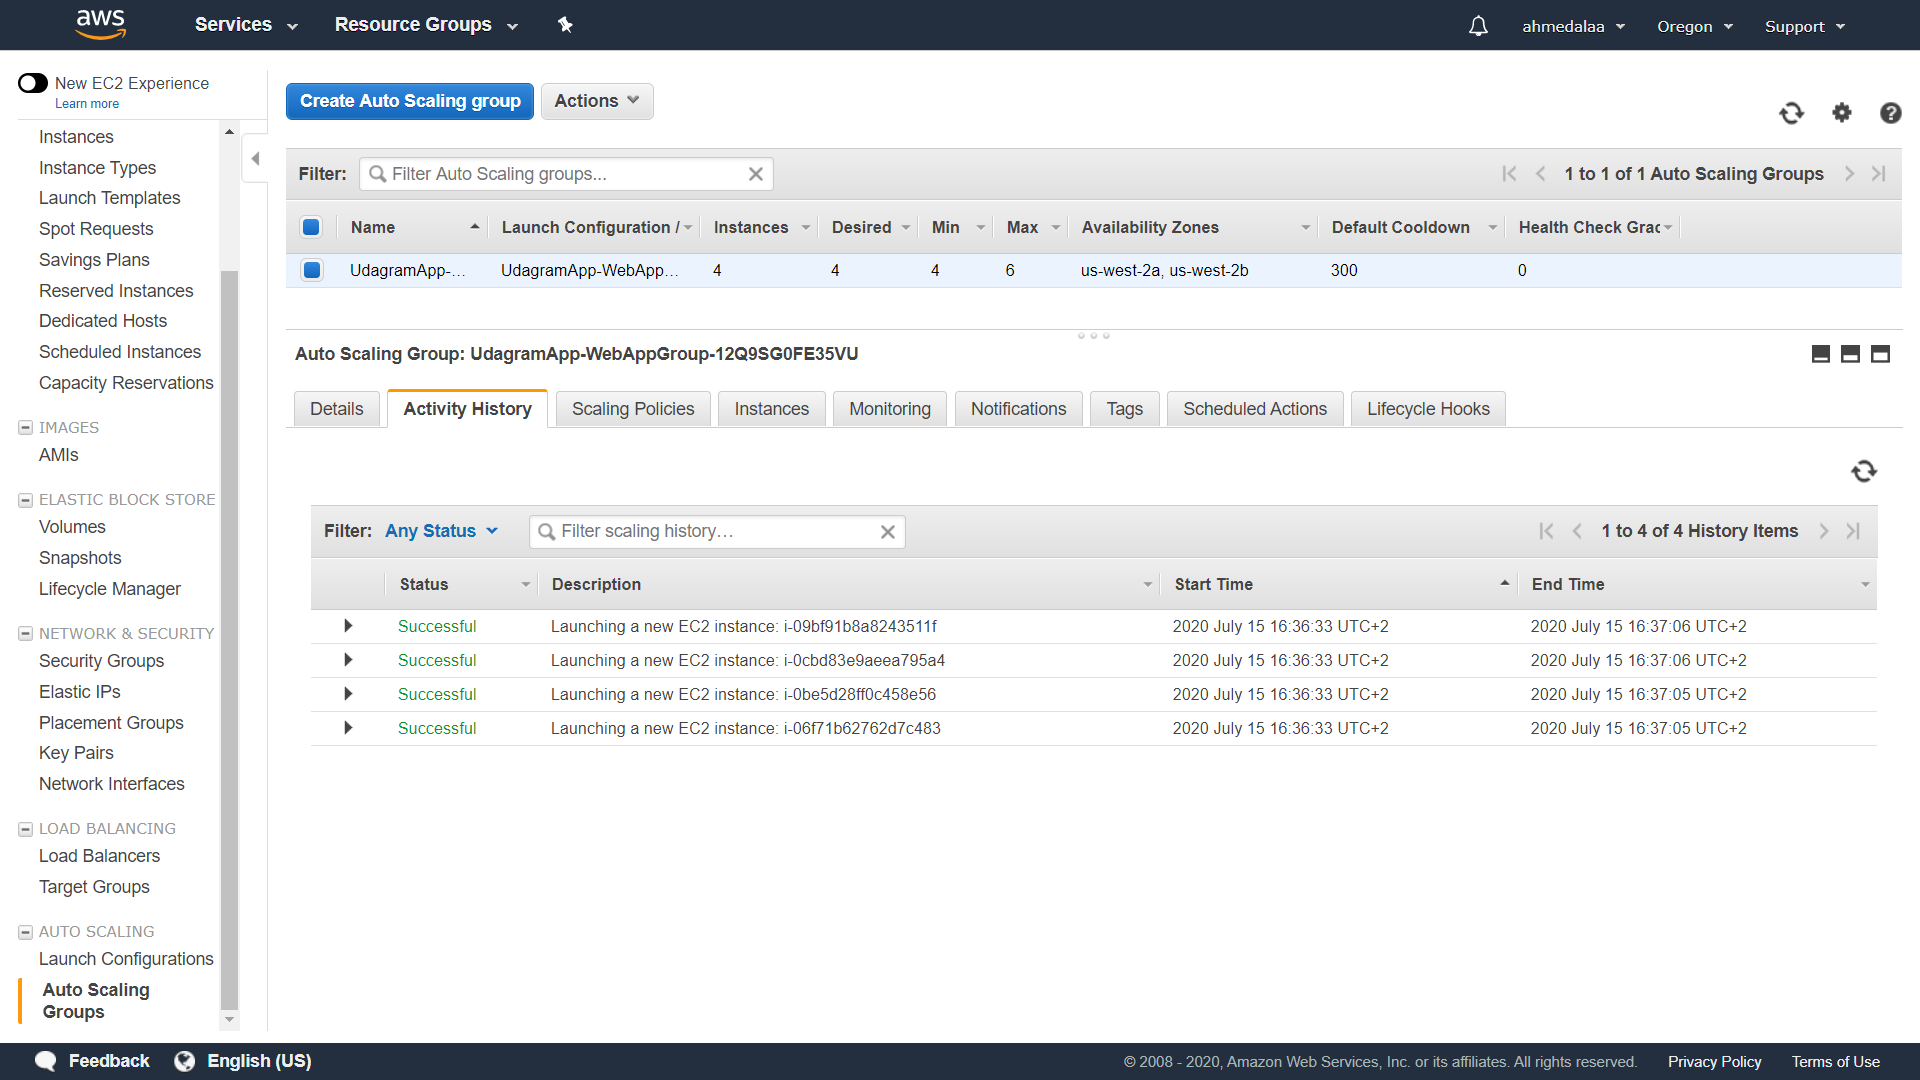 aws Services Resource Groups ahmedalaa Oregon Support
New EC2 Experience
Learn more
Instances
Instance Types
Launch Templates
Spot Requests
Savings Plans
Reserved Instances
Dedicated Hosts
Scheduled Instances
Capacity Reservations
IMAGES
AMIs
ELASTIC BLOCK STORE
Volumes
Snapshots
Lifecycle Manager
NETWORK & SECURITY
Security Groups
Elastic IPs
Placement Groups
Key Pairs
Network Interfaces
LOAD BALANCING
Load Balancers
Target Groups
AUTO SCALING
Launch Configurations
Auto Scaling
Groups
Create Auto Scaling group Actions
Filter: Filter Auto Scaling groups... 1 to 1 of 1 Auto Scaling Groups
Name Launch Configuration / Instances Desired Min Max Availability Zones Default Cooldown Health Check Grac
UdagramApp-... UdagramApp-WebApp... 4 4 4 6 us-west-2a, us-west-2b 300 0
Auto Scaling Group: UdagramApp-WebAppGroup-12Q9SG0FE35VU
Details Activity History Scaling Policies Instances Monitoring Notifications Tags Scheduled Actions Lifecycle Hooks
Filter: Any Status Filter scaling history... 1 to 4 of 4 History Items
Status Description Start Time End Time
Successful Launching a new EC2 instance: i-09bf91b8a8243511f 2020 July 15 16:36:33 UTC+2 2020 July 15 16:37:06 UTC+2
Successful Launching a new EC2 instance: i-0cbd83e9aeea795a4 2020 July 15 16:36:33 UTC+2 2020 July 15 16:37:06 UTC+2
Successful Launching a new EC2 instance: i-0be5d28ff0c458e56 2020 July 15 16:36:33 UTC+2 2020 July 15 16:37:05 UTC+2
Successful Launching a new EC2 instance: i-06f71b62762d7c483 2020 July 15 16:36:33 UTC+2 2020 July 15 16:37:05 UTC+2
Feedback English (US) © 2008 - 2020, Amazon Web Services, Inc. or its affiliates. All rights reserved. Privacy Policy Terms of Use